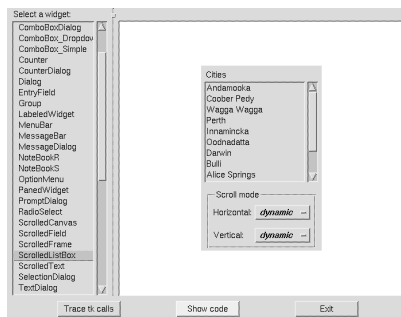 Select a widget:
ComboBoxDialog
ComboBox_Dropdov
ComboBox_Simple
Counter
CounterDialog
Dialog
EntryField
Group
LabeledWidget
MenuBar
MessageBar
MessageDialog
NoteBookR
NoteBookS
OptionMenu
PanedWidget
PromptDialog
RadioSelect
ScrolledCanvas
ScrolledField
ScrolledFrame
ScrolledListBox
ScrolledText
SelectionDialog
TextDialog
Cities
Andamooka
Coober Pedy
Wagga Wagga
Perth
Innamincka
Oodnadatta
Darwin
Bulli
Alice Springs
Scroll mode
Horizontal: dynamic
Vertical: dynamic
Trace tk calls Show code Exit